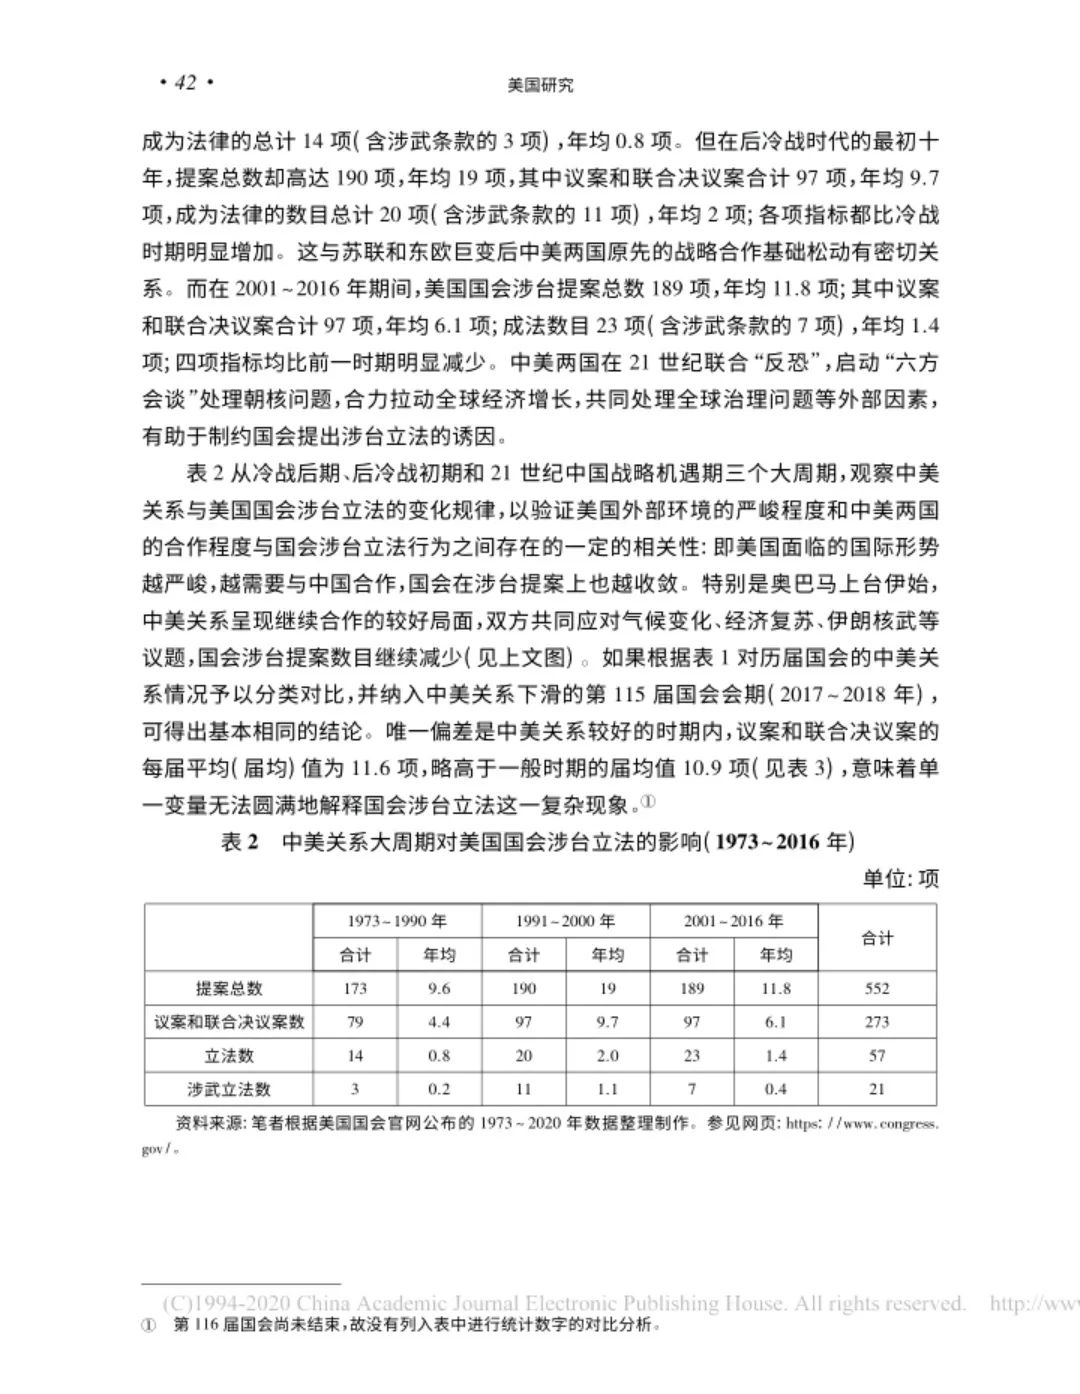 • 42 •
美国研究
成为法律的总计 14 项( 含涉武条款的 3 项) ,年均 0.8 项。但在后冷战时代的最初十
年,提案总数却高达 190 项,年均 19 项,其中议案和联合决议案合计 97 项,年均 9.7
项,成为法律的数目总计 20 项( 含涉武条款的 11 项) ,年均 2 项; 各项指标都比冷战
时期明显增加。这与苏联和东欧巨变后中美两国原先的战略合作基础松动有密切关
系。而在 2001~2016 年期间,美国国会涉台提案总数 189 项,年均 11.8 项; 其中议案
和联合决议案合计 97 项,年均 6.1 项; 成法数目 23 项( 含涉武条款的 7 项) ,年均 1.4
项; 四项指标均比前一时期明显减少。中美两国在 21 世纪联合“反恐”,启动“六方
会谈”处理朝核问题,合力拉动全球经济增长,共同处理全球治理问题等外部因素,
有助于制约国会提出涉台立法的诱因。
表 2 从冷战后期、后冷战初期和 21 世纪中国战略机遇期三个大周期,观察中美
关系与美国国会涉台立法的变化规律,以验证美国外部环境的严峻程度和中美两国
的合作程度与国会涉台立法行为之间存在的一定的相关性: 即美国面临的国际形势
越严峻,越需要与中国合作,国会在涉台提案上也越收敛。特别是奥巴马上台伊始,
中美关系呈现继续合作的较好局面,双方共同应对气候变化、经济复苏、伊朗核武等
议题,国会涉台提案数目继续减少( 见上文图) 。如果根据表 1 对历届国会的中美关
系情况予以分类对比,并纳入中美关系下滑的第 115 届国会会期( 2017~2018 年) ,
可得出基本相同的结论。唯一偏差是中美关系较好的时期内,议案和联合决议案的
每届平均( 届均) 值为 11.6 项,略高于一般时期的届均值 10.9 项( 见表 3) ,意味着单
一变量无法圆满地解释国会涉台立法这一复杂现象。①
表 2 中美关系大周期对美国国会涉台立法的影响( 1973~2016 年)
单位: 项
1973~1990 年 1991~2000 年 2001~2016 年 合计
合计 年均 合计 年均 合计 年均
提案总数 173 9.6 190 19 189 11.8 552
议案和联合决议案数 79 4.4 97 9.7 97 6.1 273
立法数 14 0.8 20 2.0 23 1.4 57
涉武立法数 3 0.2 11 1.1 7 0.4 21
资料来源: 笔者根据美国国会官网公布的 1973~2020 年数据整理制作。参见网页: https: //www.congress.
gov/。
(C)1994-2020 China Academic Journal Electronic Publishing House. All rights reserved. http://ww
① 第 116 届国会尚未结束,故没有列入表中进行统计数字的对比分析。